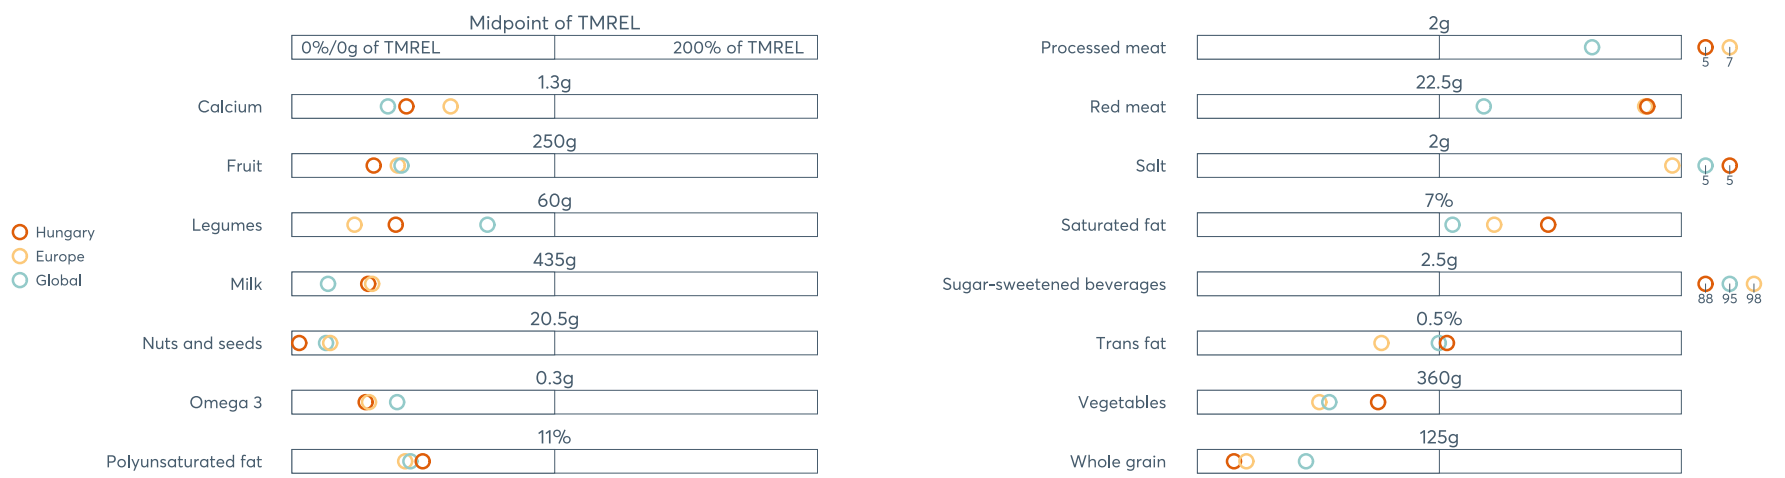 Midpoint of TMREL
0%/0g of TMREL 200% of TMREL
1.3g
Calcium
250g
Fruit
60g
Legumes
435g
Milk
20.5g
Nuts and seeds
0.3g
Omega 3
11%
Polyunsaturated fat
Hungary
Europe
Global
2g
Processed meat
5 7
22.5g
Red meat
2g
Salt
5 5
7%
Saturated fat
2.5g
Sugar-sweetened beverages
88 95 98
0.5%
Trans fat
360g
Vegetables
125g
Whole grain